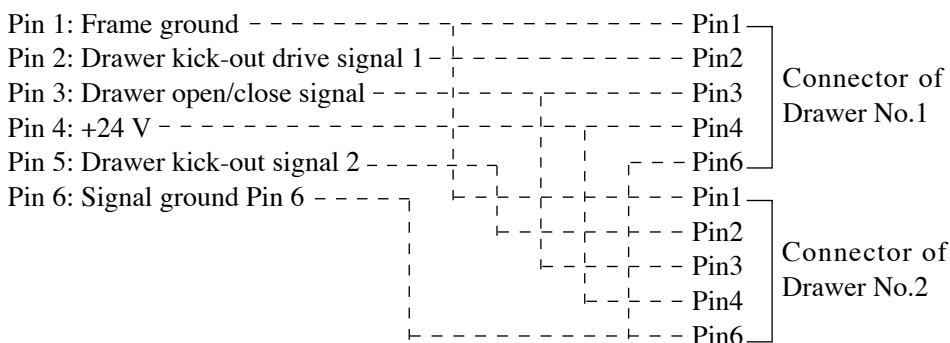 Pin 1: Frame ground Pin1
Pin 2: Drawer kick-out drive signal 1 Pin2
Pin 3: Drawer open/close signal Pin3
Pin 4: +24 V Pin4
Pin 5: Drawer kick-out signal 2 Pin6
Pin 6: Signal ground Pin 6 Pin1
Pin2
Pin3
Pin4
Pin6
Connector of
Drawer No.1
Connector of
Drawer No.2